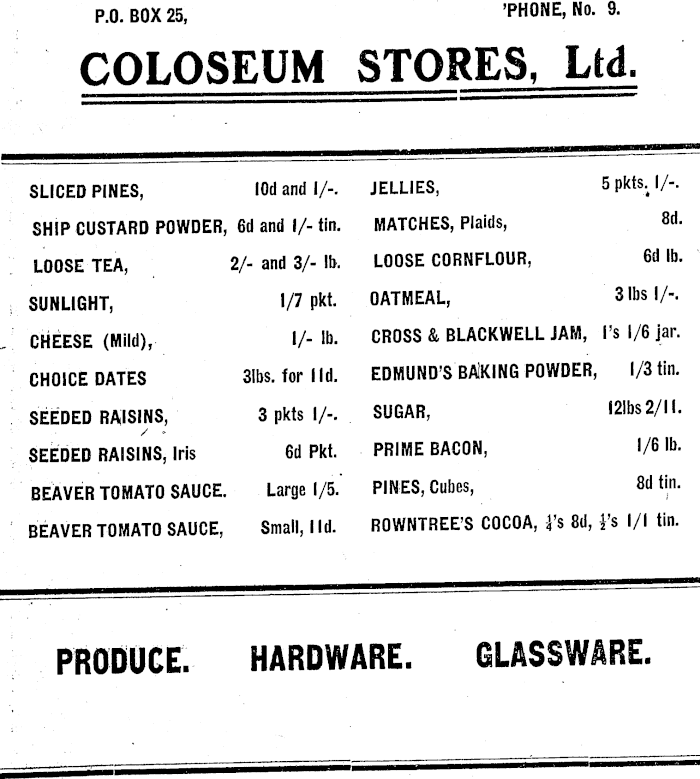 P.O. BOX 25,
'PHONE, No. 9.
COLOSEUM STORES, Ltd.
SLICED PINES, 10d and 1/-.
SHIP CUSTARD POWDER, 6d and 1/- tin.
LOOSE TEA, 2/- and 3/- lb.
SUNLIGHT, 1/7 pkt.
CHEESE (Mild), 1/- lb.
CHOICE DATES 3lbs. for 11d.
SEEDED RAISINS, 3 pkts 1/-.
SEEDED RAISINS, Iris 6d Pkt.
BEAVER TOMATO SAUCE. Large 1/5.
BEAVER TOMATO SAUCE, Small, 11d.
JELLIES, 5 pkts. 1/-.
MATCHES, Plaids, 8d.
LOOSE CORNFLOUR, 6d lb.
OATMEAL, 3 lbs 1/-.
CROSS & BLACKWELL JAM, 1's 1/6 jar.
EDMUND'S BAKING POWDER, 1/3 tin.
SUGAR, 12lbs 2/11.
PRIME BACON, 1/6 lb.
PINES, Cubes, 8d tin.
ROWNTREE'S COCOA, ¼'s 8d, ½'s 1/1 tin.
PRODUCE. HARDWARE. GLASSWARE.